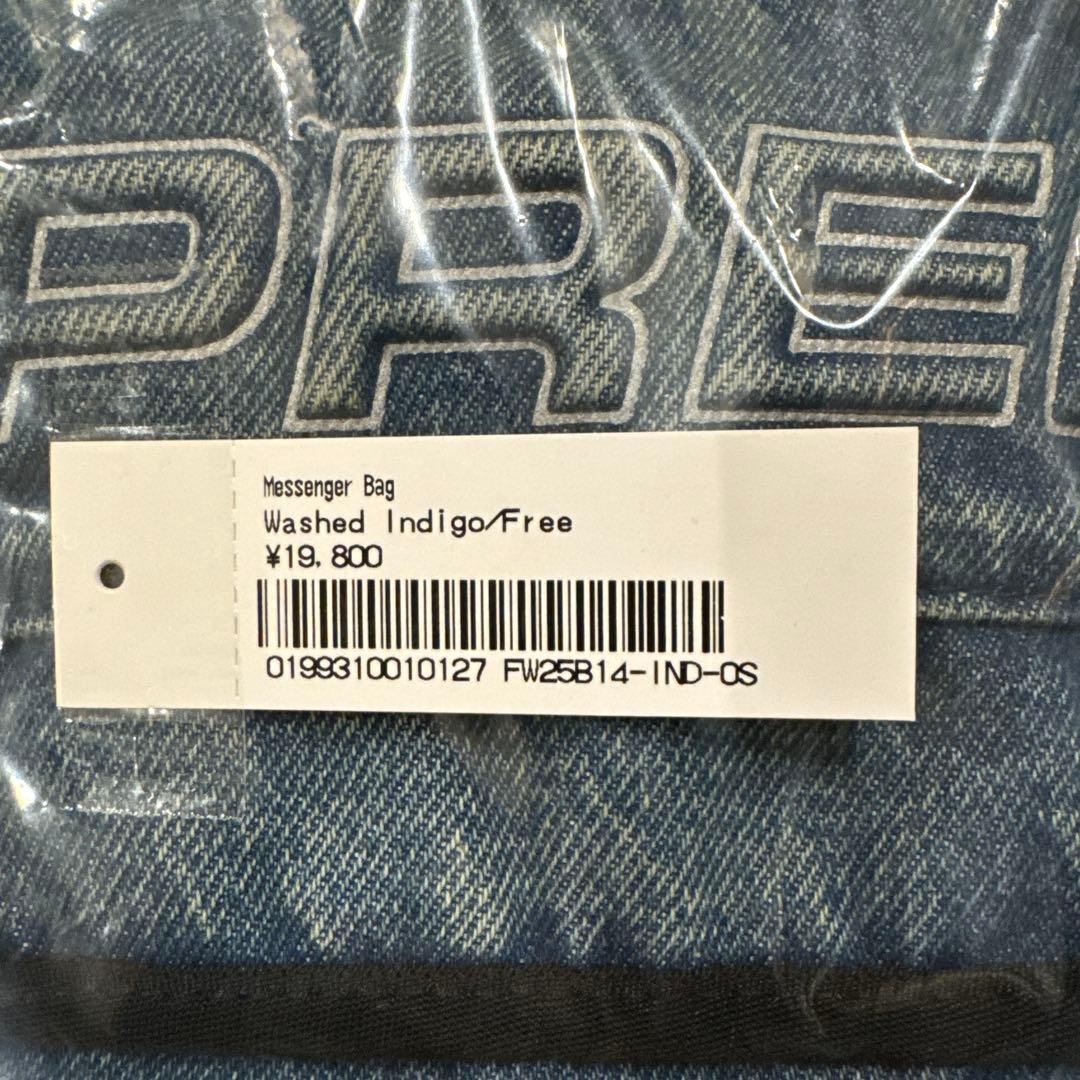 PRE
Messenger Bag
Washed Indigo/Free
¥19,800
0199310010127 FW25B14-IND-OS